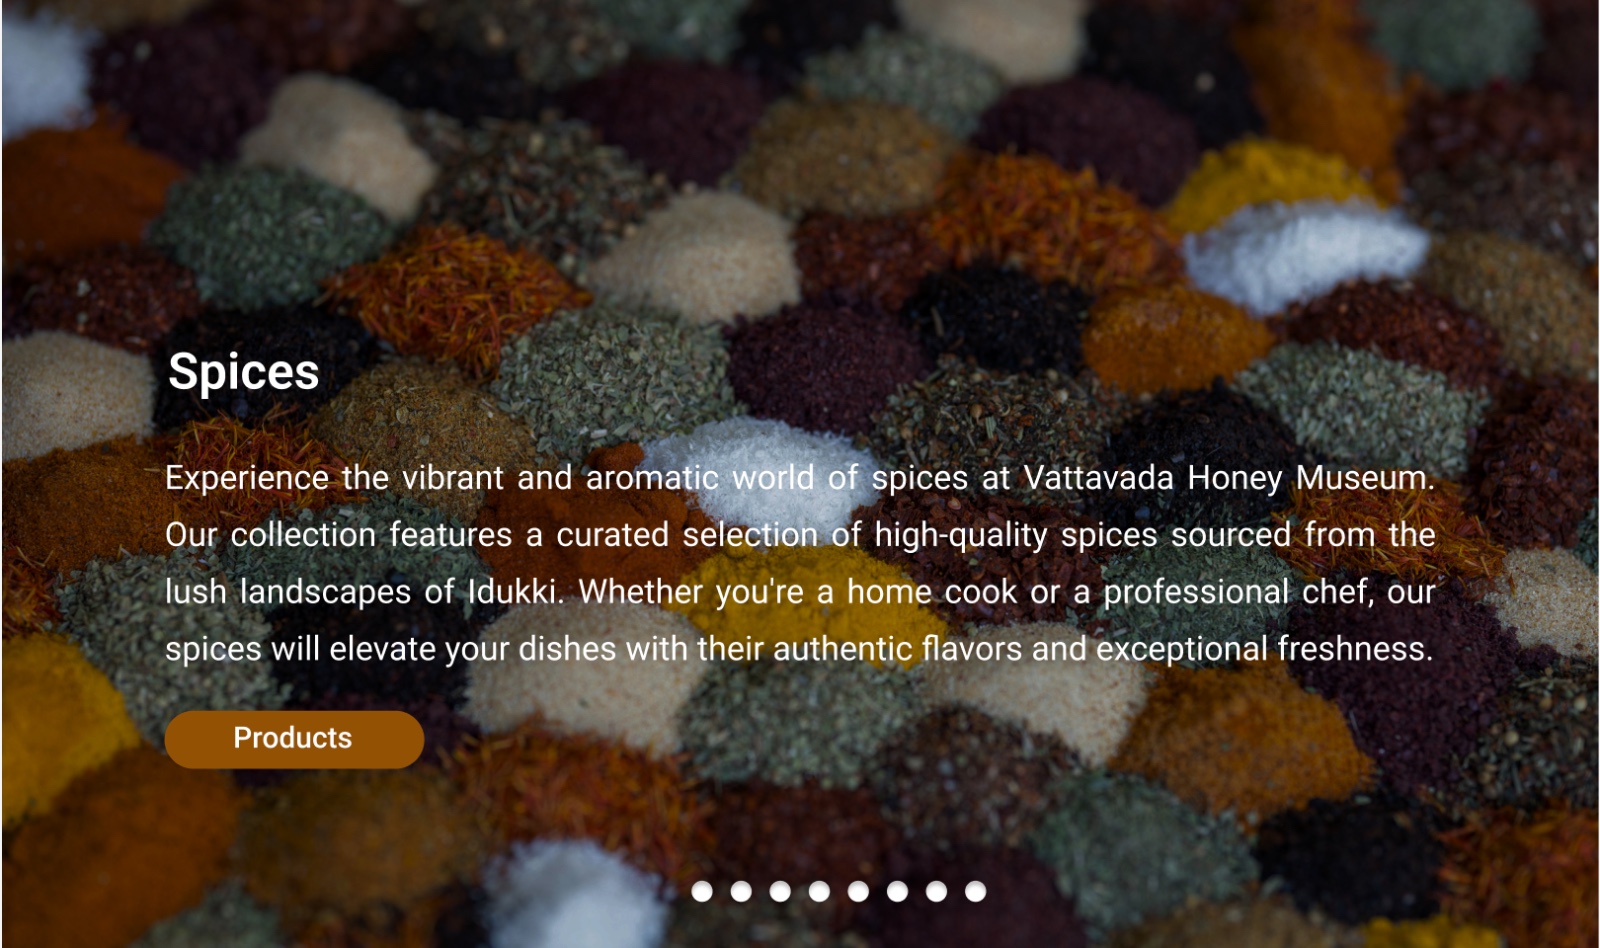 Spices
Experience the vibrant and aromatic world of spices at Vattavada Honey Museum.
Our collection features a curated selection of high-quality spices sourced from the
lush landscapes of Idukki. Whether you're a home cook or a professional chef, our
spices will elevate your dishes with their authentic flavors and exceptional freshness.
Products